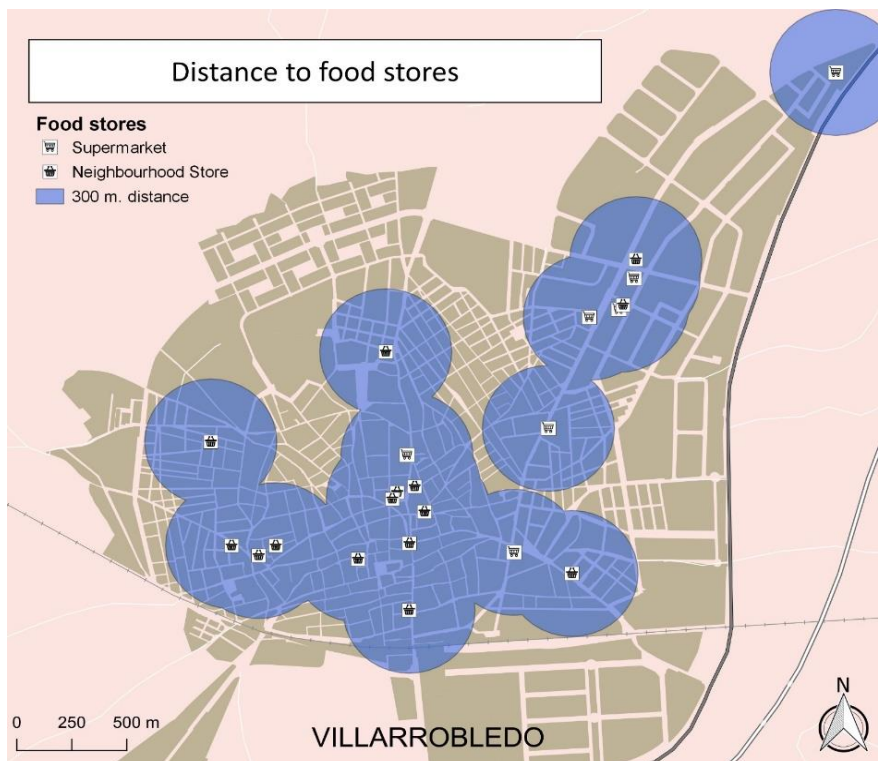 Distance to food stores
Food stores
Supermarket
Neighbourhood Store
300 m. distance
N
0 250 500 m
VILLARROBLEDO